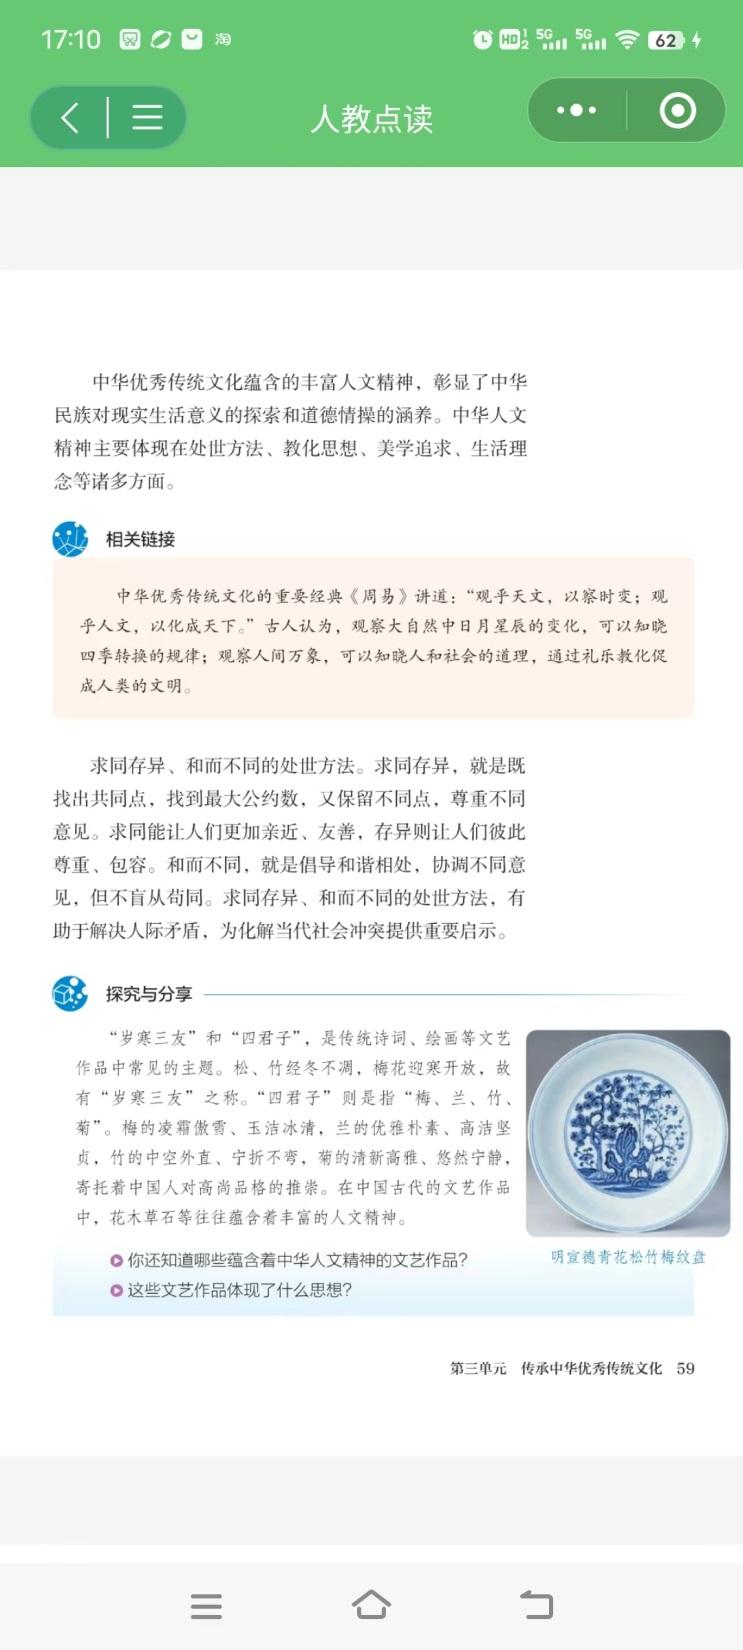 17:10 淘 HD 1 2 5G 5G 62
人教点读
中华优秀传统文化蕴含的丰富人文精神，彰显了中华
民族对现实生活意义的探索和道德情操的涵养。中华人文
精神主要体现在处世方法、教化思想、美学追求、生活理
念等诸多方面。
相关链接
中华优秀传统文化的重要经典《周易》讲道：“观乎天文，以察时变；观
乎人文，以化成天下。”古人认为，观察大自然中日月星辰的变化，可以知晓
四季转换的规律；观察人间万象，可以知晓人和社会的道理，通过礼乐教化促
成人类的文明。
求同存异、和而不同的处世方法。求同存异，就是既
找出共同点，找到最大公约数，又保留不同点，尊重不同
意见。求同能让人们更加亲近、友善，存异则让人们彼此
尊重、包容。和而不同，就是倡导和谐相处，协调不同意
见，但不盲从苟同。求同存异、和而不同的处世方法，有
助于解决人际矛盾，为化解当代社会冲突提供重要启示。
探究与分享
“岁寒三友”和“四君子”，是传统诗词、绘画等文艺
作品中常见的主题。松、竹经冬不凋，梅花迎寒开放，故
有“岁寒三友”之称。“四君子”则是指“梅、兰、竹、
菊”。梅的凌霜傲雪、玉洁冰清，兰的优雅朴素、高洁坚
贞，竹的中空外直、宁折不弯，菊的清新高雅、悠然宁静，
寄托着中国人对高尚品格的推崇。在中国古代的文艺作品
中，花木草石等往往蕴含着丰富的人文精神。
你还知道哪些蕴含着中华人文精神的文艺作品？
这些文艺作品体现了什么思想？
明宣德青花松竹梅纹盘
第三单元 传承中华优秀传统文化 59